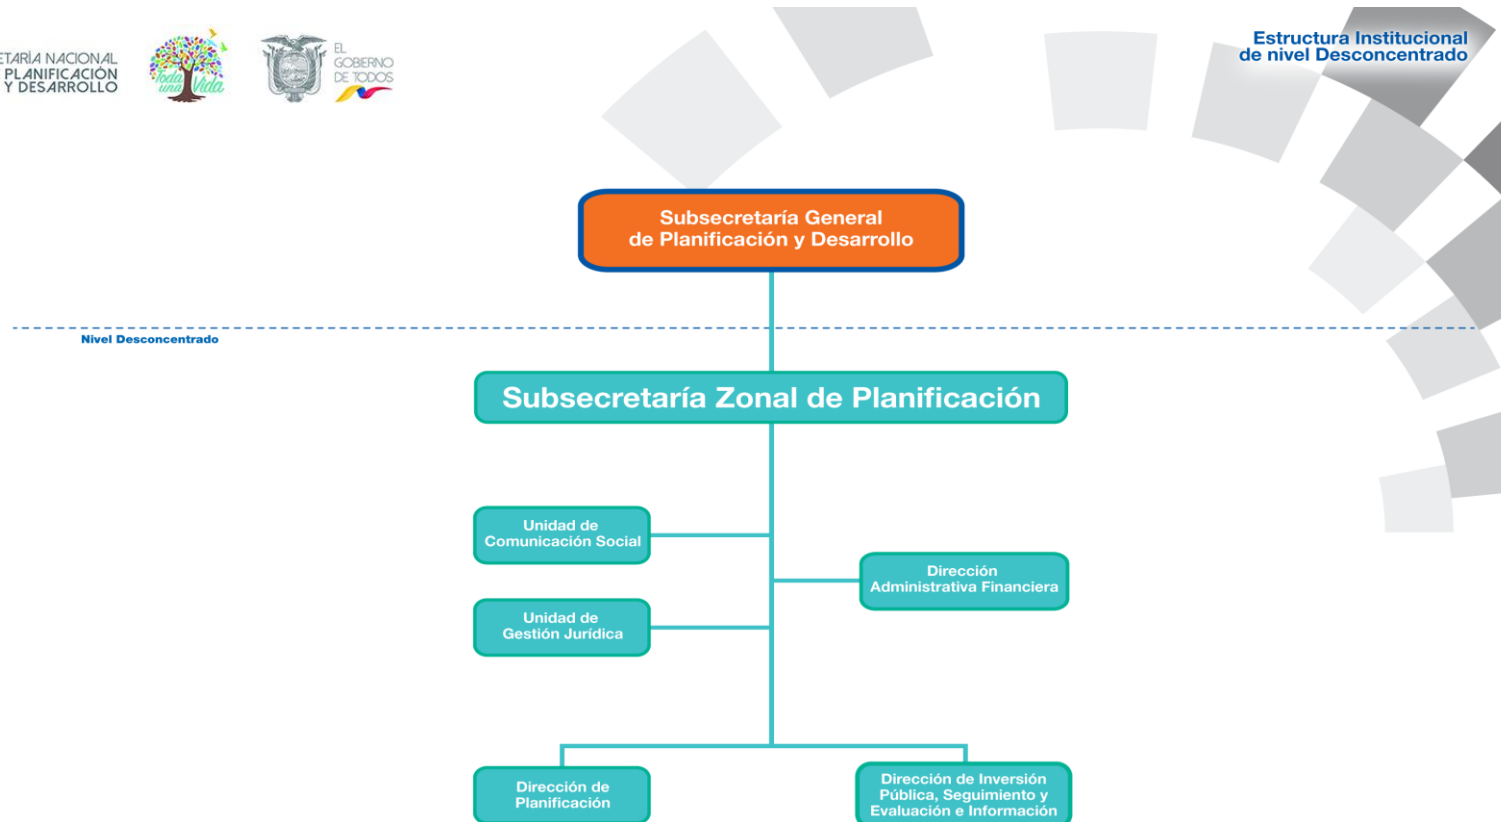 PLANIFICACIÓN
Y DESARROLLO
NACIONAL
Toda
una Vida
EL
GOBIERNO
DE TODOS
Estructura Institucional
de nivel Desconcentrado
Subsecretaría General
de Planificación y Desarrollo
Nivel Desconcentrado
Subsecretaría Zonal de Planificación
Unidad de
Comunicación Social
Dirección
Administrativa Financiera
Unidad de
Gestión Jurídica
Dirección de
Planificación
Dirección de Inversión
Pública, Seguimiento y
Evaluación e Información